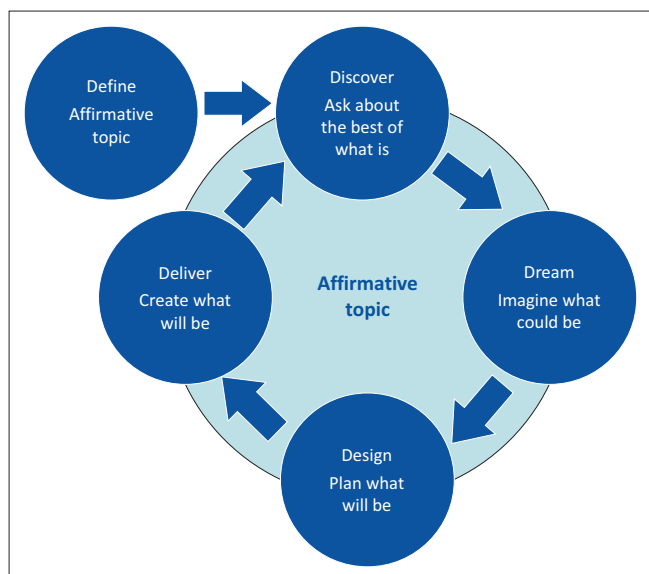 Define
Affirmative
topic
Discover
Ask about
the best of
what is
Dream
Imagine what
could be
Design
Plan what
will be
Deliver
Create what
will be
Affirmative
topic